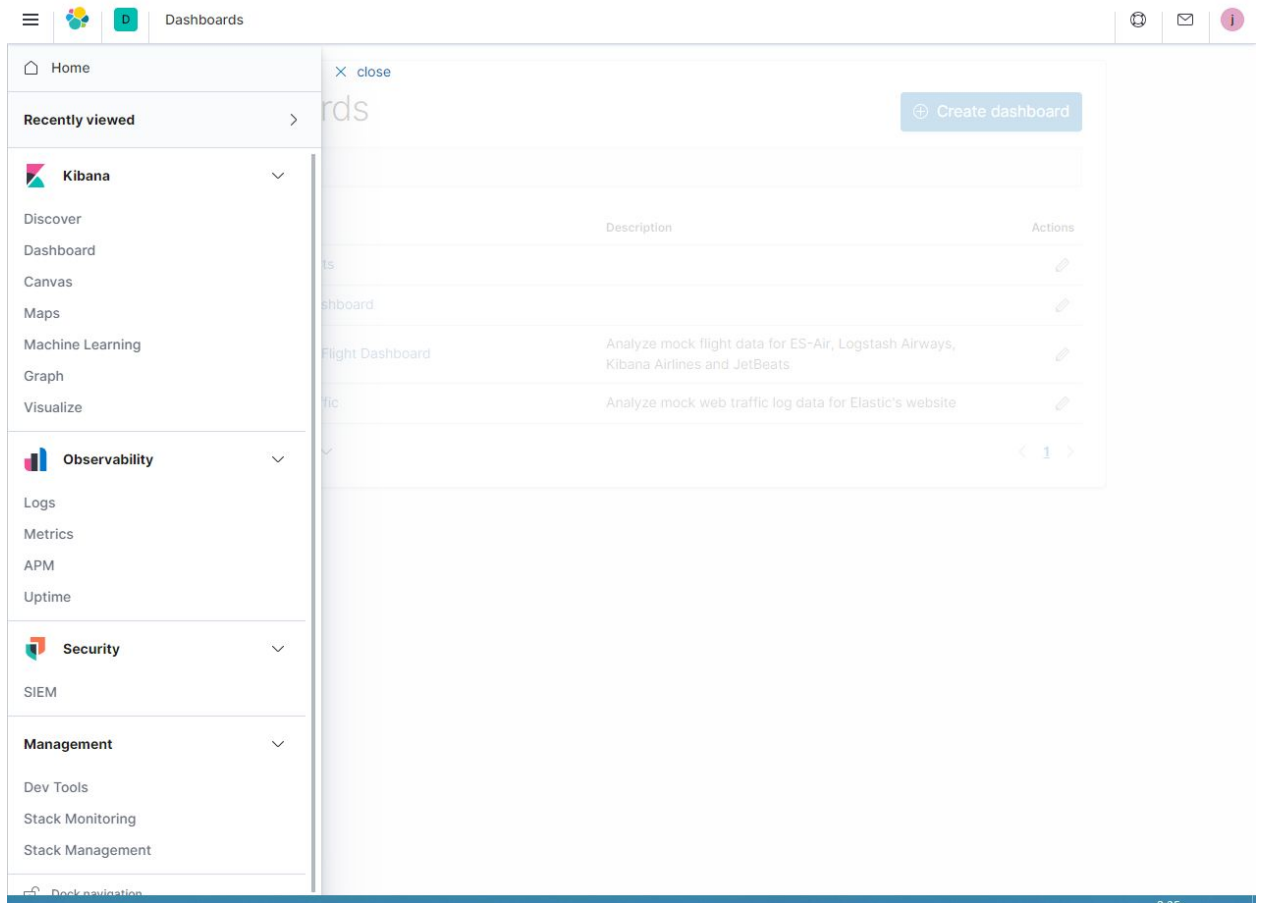 D Dashboards j
Home
close
Recently viewed
rds
Create dashboard
Kibana
Discover
Description Actions
Dashboard
ts
Canvas
shboard
Maps
Machine Learning
Flight Dashboard
Analyze mock flight data for ES-Air, Logstash Airways,
Kibana Airlines and JetBeats
Graph
Visualize
fic
Analyze mock web traffic log data for Elastic's website
Observability
1
Logs
Metrics
APM
Uptime
Security
SIEM
Management
Dev Tools
Stack Monitoring
Stack Management
Dock navigation